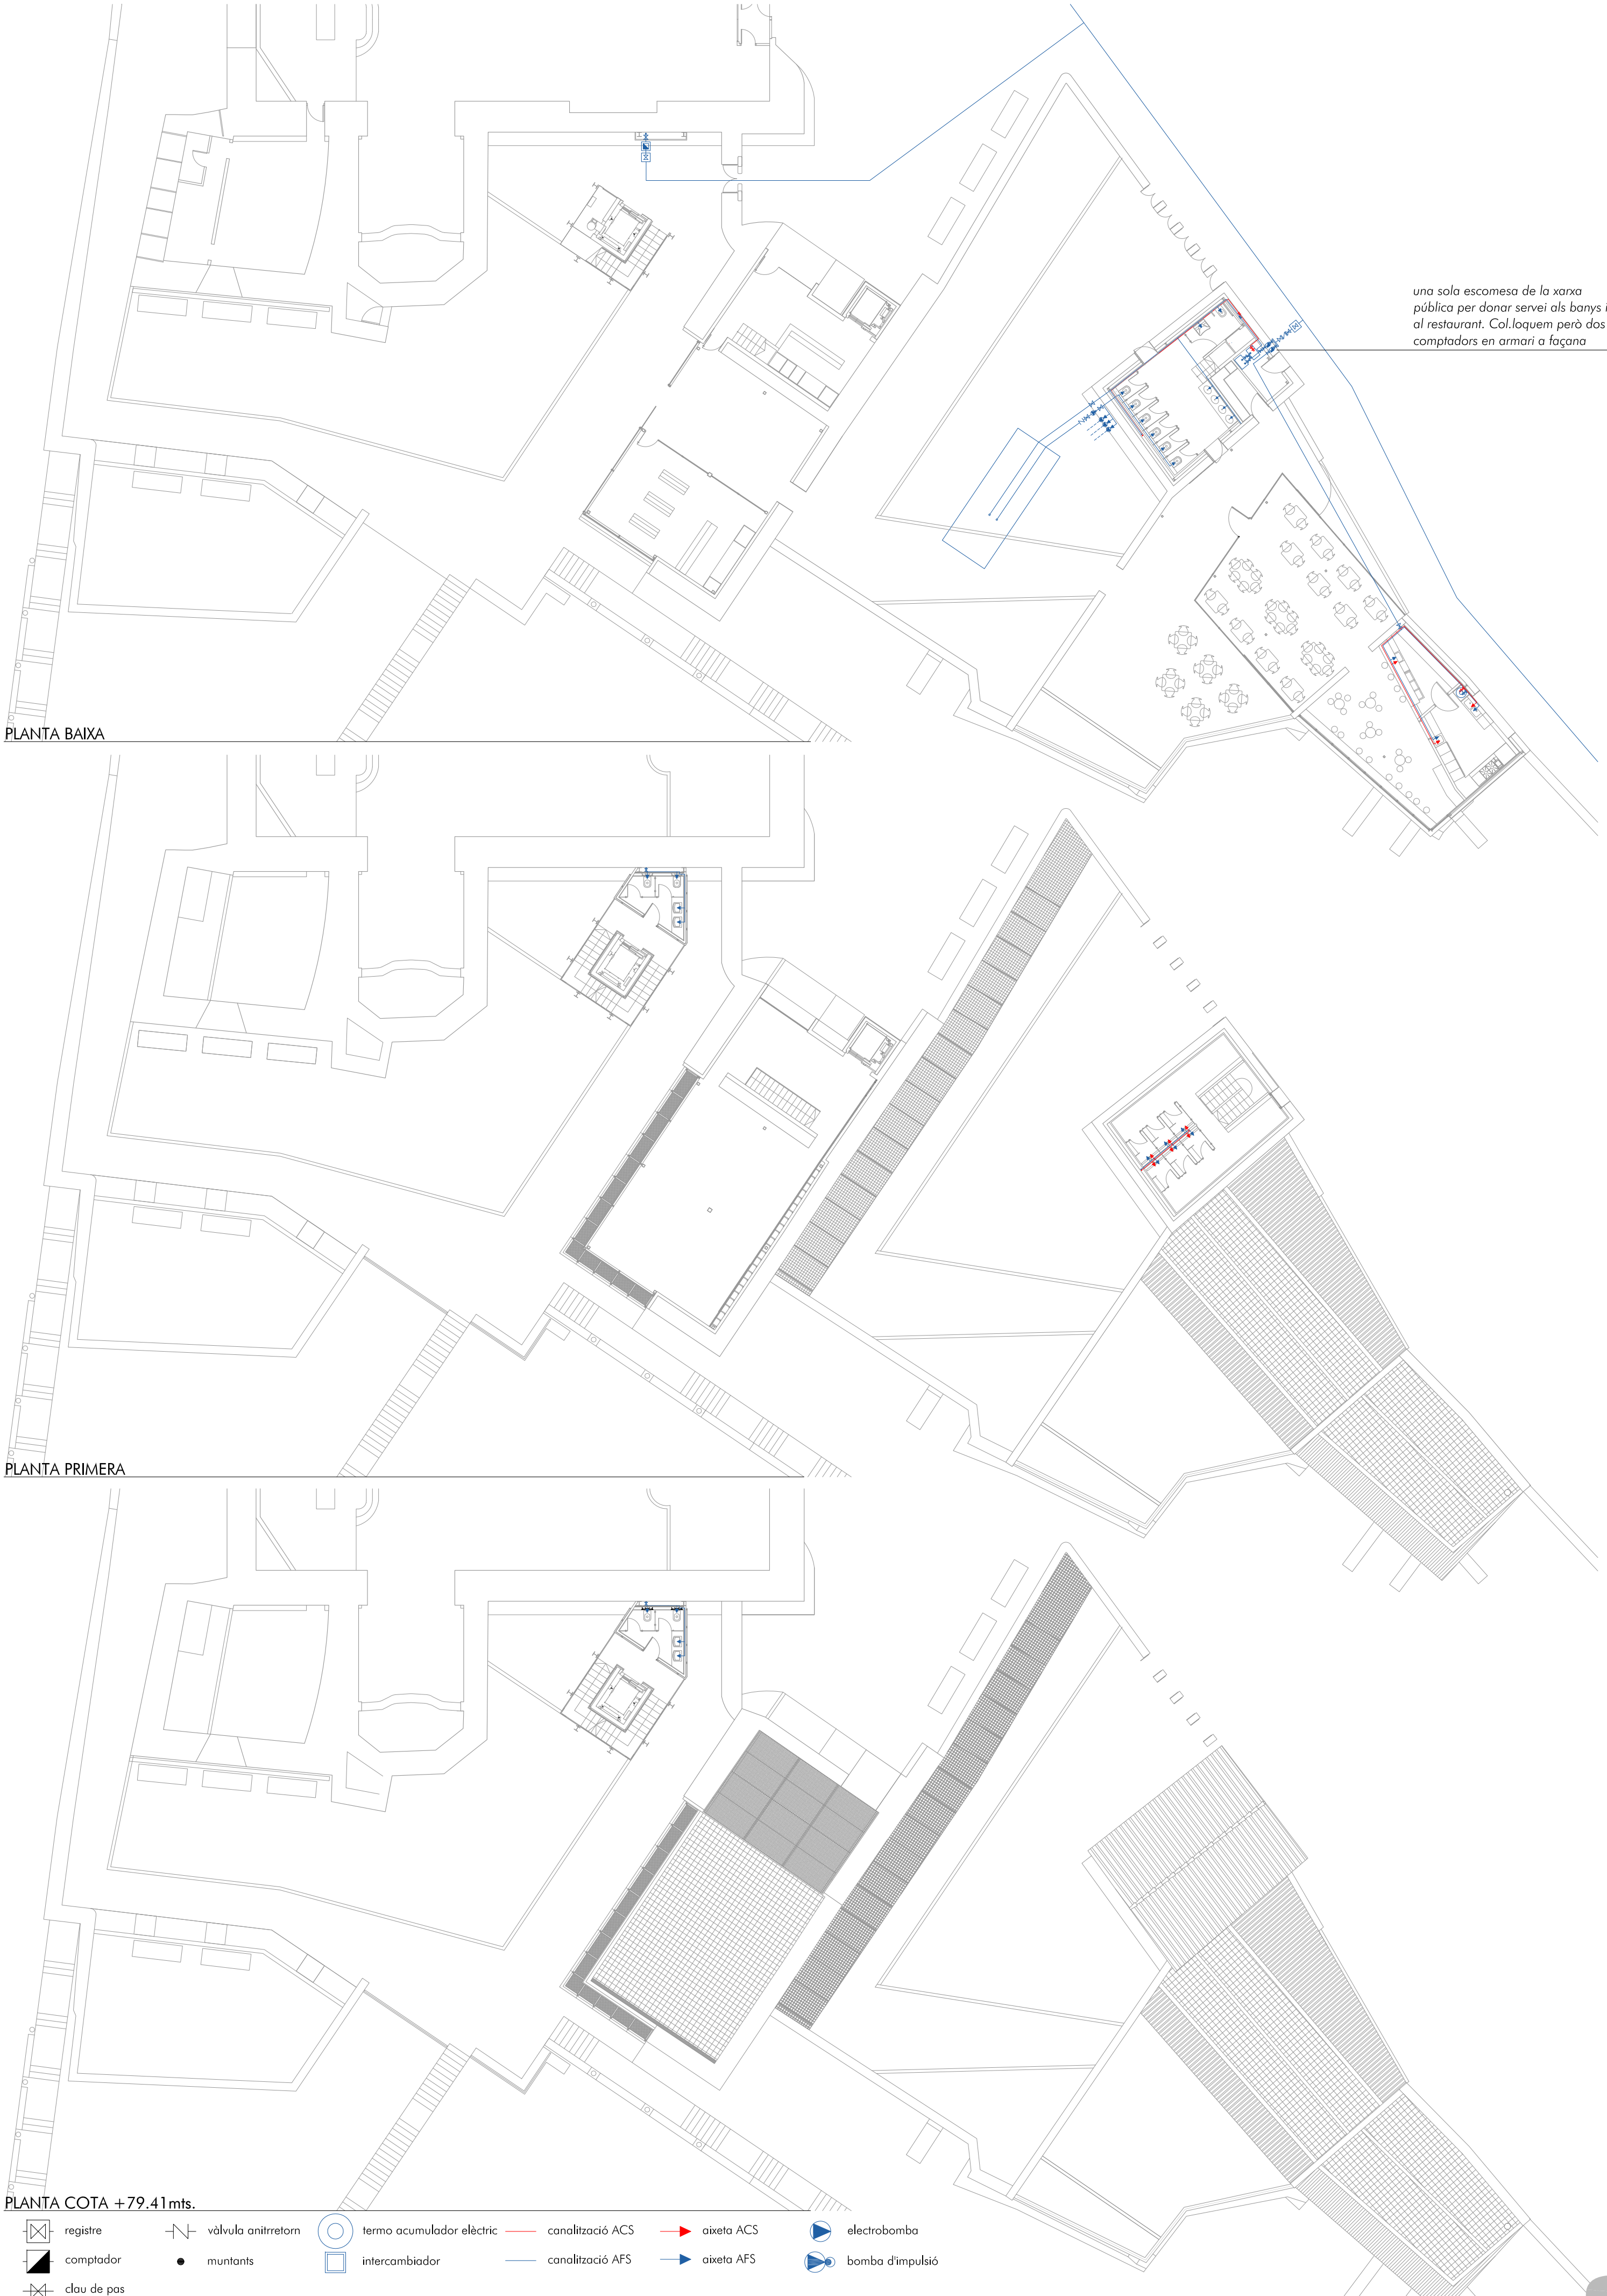 una sola escomesa de la xarxa
pública per donar servei als banys i
al restaurant. Col.loquem però dos
comptadors en armari a façana
PLANTA BAIXA
PLANTA PRIMERA
PLANTA COTA +79.41mts.
registre
vàlvula anitrretorn
termo acumulador elèctric
canalització ACS
aixeta ACS
electrobomba
comptador
muntants
intercambiador
canalització AFS
aixeta AFS
bomba d'impulsió
clau de pas